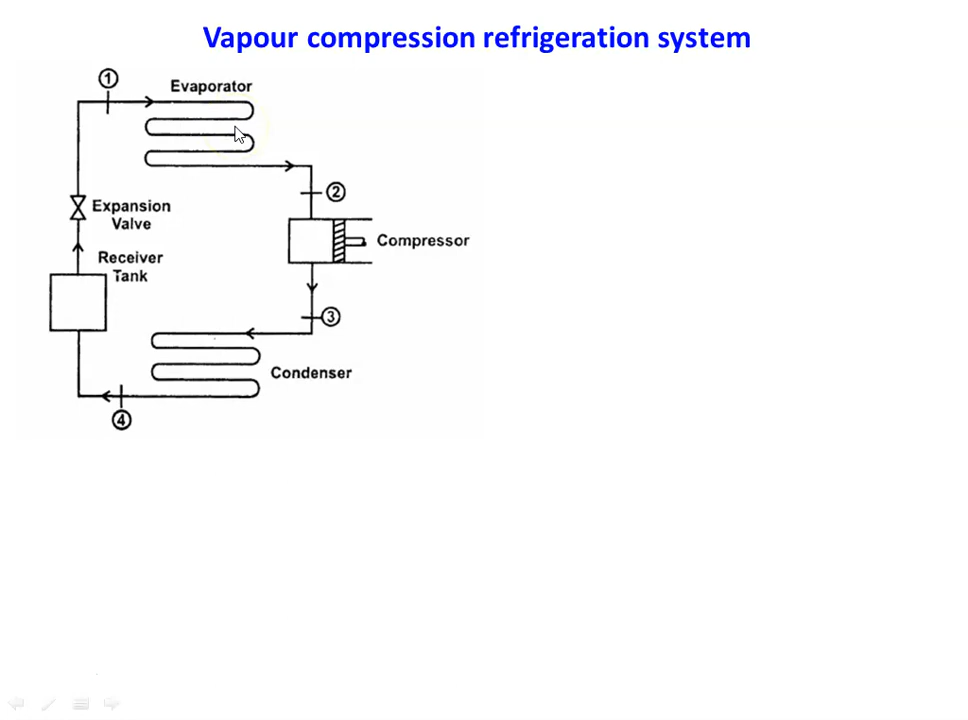 Vapour compression refrigeration system
1
Evaporator
2
Expansion
Valve
Compressor
Receiver
Tank
3
Condenser
4